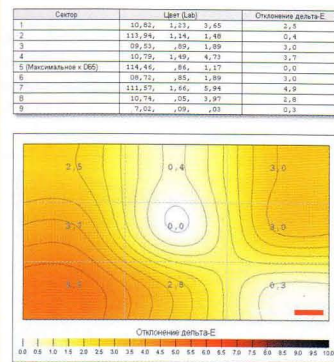 Сектор Цвет (Lab) Отклонение дельта-E
1 10,82, 1,23, 3,65 2,5
2 113,94, 1,14, 1,48 0,4
3 09,53, ,89, 1,89 3,0
4 10,79, 1,49, 4,73 3,7
5 (Максимальное к D65) 114,46, ,86, 1,17 0,0
6 08,72, ,85, 1,89 3,0
7 111,57, 1,66, 5,94 4,9
8 10,74, ,05, 3,97 2,8
9 7,02, ,09, ,03 0,3
2,5 0,4 3,0
3,7 0,0 3,0
4,9 2,8 0,3
Отклонение дельта-E
0.0 0.5 1.0 1.5 2.0 2.5 3.0 3.5 4.0 4.5 5.0 5.5 6.0 6.5 7.0 7.5 8.0 8.5 9.0 9.5 10.0